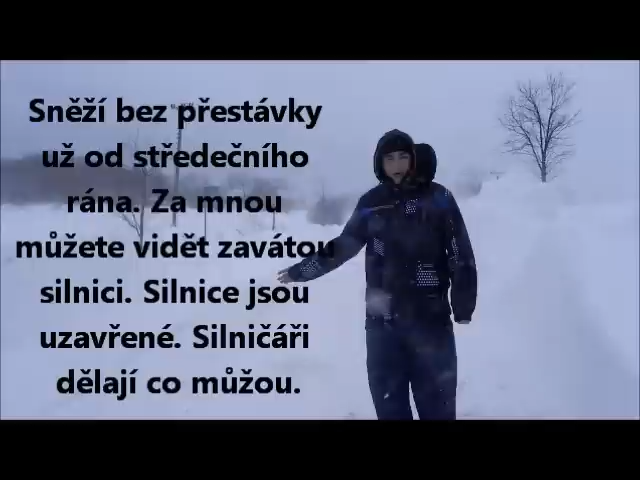 Sněží bez přestávky
už od středečního
rána. Za mnou
můžete vidět zavátou
silnici. Silnice jsou
uzavřené. Silničáři
dělají co můžou.